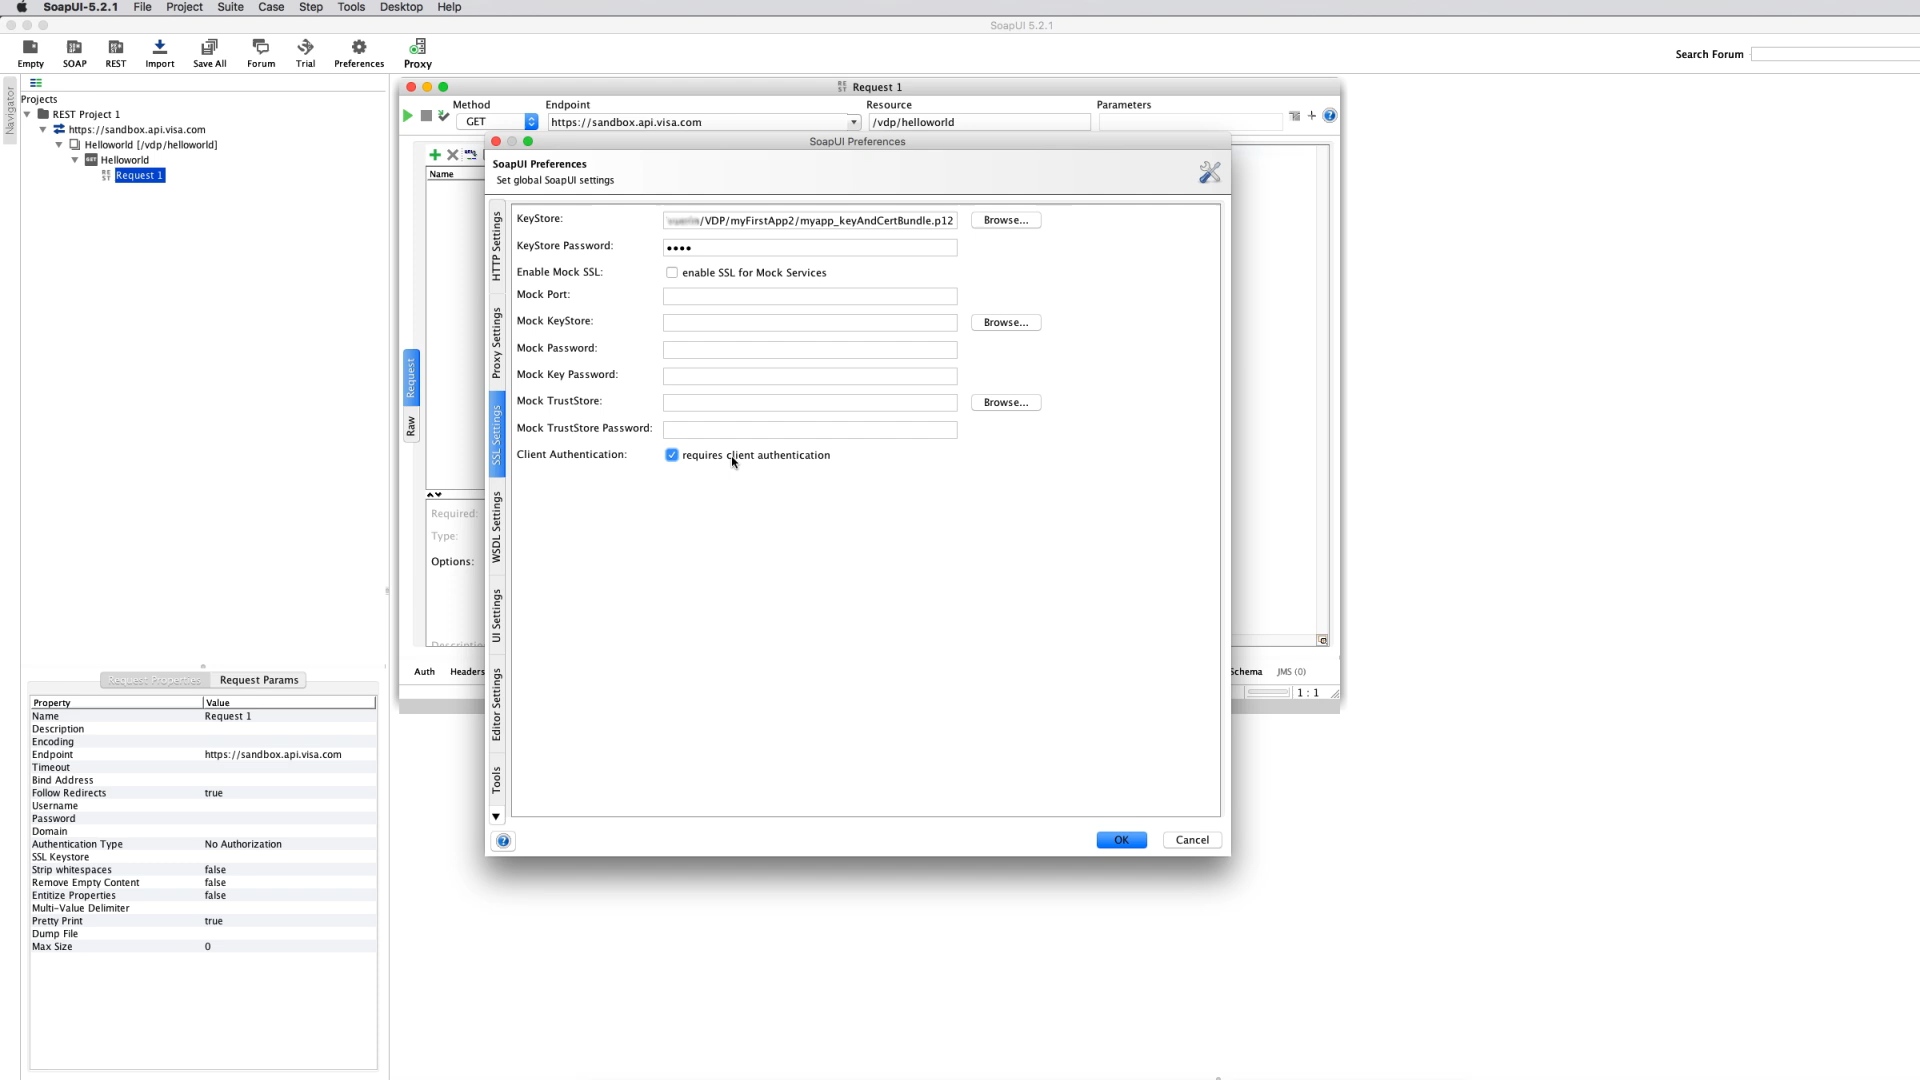 SoapUI-5.2.1 File Project Suite Case Step Tools Desktop Help
SoapUI 5.2.1
Empty SOAP REST Import Save All Forum Trial Preferences Proxy
Search Forum
Navigator
Projects
REST Project 1
https://sandbox.api.visa.com
Helloworld [/vdp/helloworld]
Helloworld
Request 1
Request 1
Method Endpoint Resource Parameters
GET https://sandbox.api.visa.com /vdp/helloworld
Name
Request
Raw
Required:
Type:
Options:
Auth Headers
Schema JMS (0)
1 : 1
SoapUI Preferences
SoapUI Preferences
Set global SoapUI settings
HTTP Settings
Proxy Settings
SSL Settings
WSDL Settings
UI Settings
Editor Settings
Tools
KeyStore: /VDP/myFirstApp2/myapp_keyAndCertBundle.p12 Browse...
KeyStore Password: ••••
Enable Mock SSL: enable SSL for Mock Services
Mock Port:
Mock KeyStore: Browse...
Mock Password:
Mock Key Password:
Mock TrustStore: Browse...
Mock TrustStore Password:
Client Authentication: requires client authentication
OK Cancel
Request Properties Request Params
Property Value
Name Request 1
Description
Encoding
Endpoint https://sandbox.api.visa.com
Timeout
Bind Address
Follow Redirects true
Username
Password
Domain
Authentication Type No Authorization
SSL Keystore
Strip whitespaces false
Remove Empty Content false
Entitize Properties false
Multi-Value Delimiter
Pretty Print true
Dump File
Max Size 0